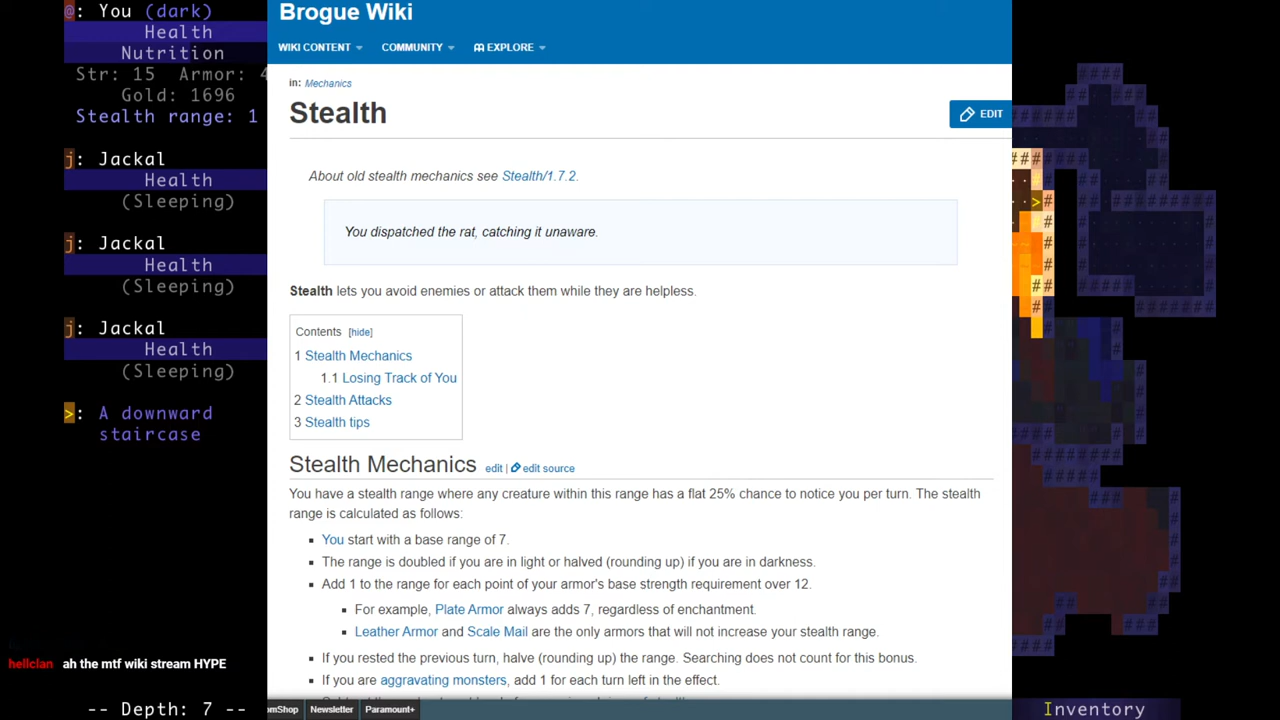 @: You (dark)
Health
Nutrition
Str: 15 Armor: 4
Gold: 1696
Stealth range: 1
j: Jackal
Health
(Sleeping)
j: Jackal
Health
(Sleeping)
j: Jackal
Health
(Sleeping)
>: A downward
staircase
hellclan ah the mtf wiki stream HYPE
-- Depth: 7 --
Brogue Wiki
WIKI CONTENT COMMUNITY EXPLORE
in: Mechanics
Stealth
EDIT
About old stealth mechanics see Stealth/1.7.2.
You dispatched the rat, catching it unaware.
Stealth lets you avoid enemies or attack them while they are helpless.
Contents [hide]
1 Stealth Mechanics
1.1 Losing Track of You
2 Stealth Attacks
3 Stealth tips
Stealth Mechanics edit | edit source
You have a stealth range where any creature within this range has a flat 25% chance to notice you per turn. The stealth
range is calculated as follows:
You start with a base range of 7.
The range is doubled if you are in light or halved (rounding up) if you are in darkness.
Add 1 to the range for each point of your armor's base strength requirement over 12.
For example, Plate Armor always adds 7, regardless of enchantment.
Leather Armor and Scale Mail are the only armors that will not increase your stealth range.
If you rested the previous turn, halve (rounding up) the range. Searching does not count for this bonus.
If you are aggravating monsters, add 1 for each turn left in the effect.
omShop Newsletter Paramount+
Inventory